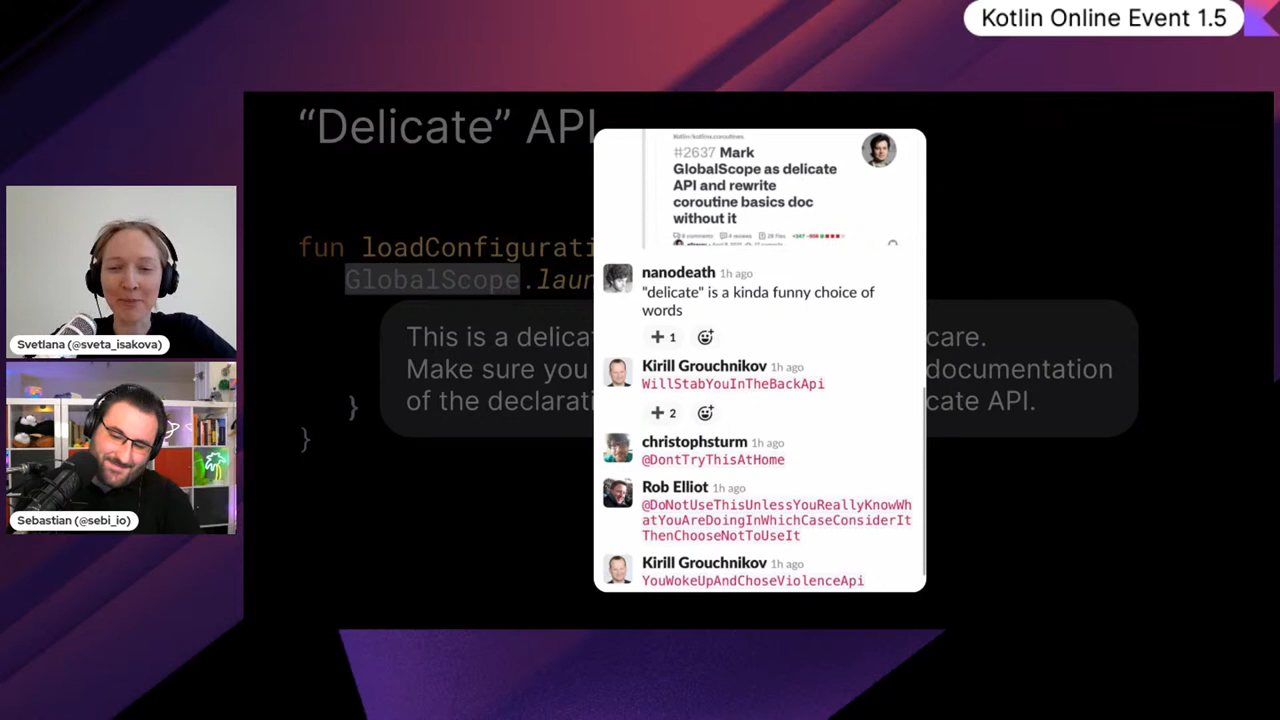 Kotlin Online Event 1.5
"Delicate" API
fun loadConfigurati
GlobalScope.laun
This is a delicat
care.
Make sure you
documentation
of the declarati
cate API.
}
}
Svetlana (@sveta_isakova)
Sebastian (@sebi_io)
Kotlin/kotlinx.coroutines
#2637 Mark
GlobalScope as delicate
API and rewrite
coroutine basics doc
without it
nanodeath 1h ago
"delicate" is a kinda funny choice of
words
+ 1
Kirill Grouchnikov 1h ago
WillStabYouInTheBackApi
+ 2
christophsturm 1h ago
@DontTryThisAtHome
Rob Elliot 1h ago
@DoNotUseThisUnlessYouReallyKnowWh
atYouAreDoingInWhichCaseConsiderIt
ThenChooseNotToUseIt
Kirill Grouchnikov 1h ago
YouWokeUpAndChoseViolenceApi